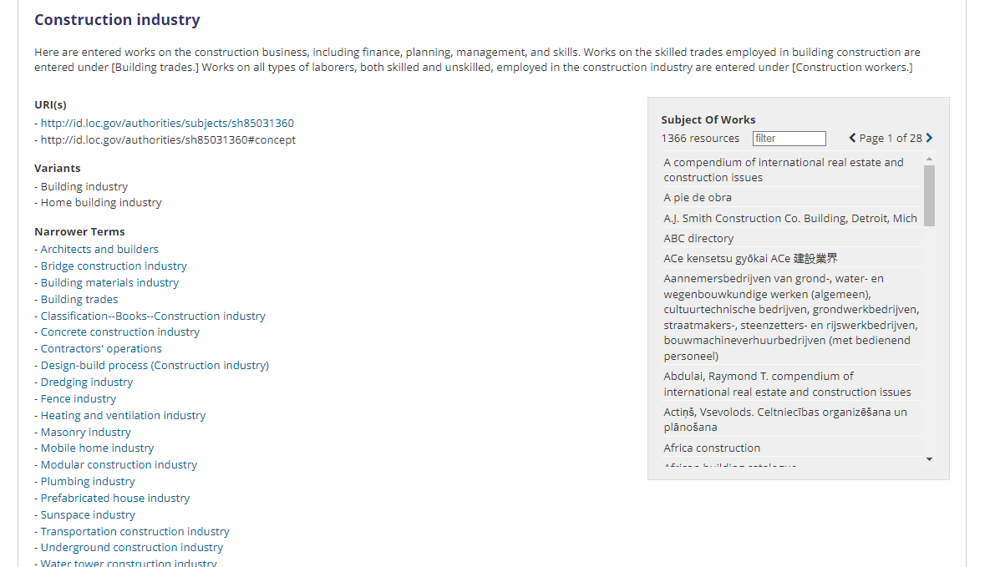 Construction industry
Here are entered works on the construction business, including finance, planning, management, and skills. Works on the skilled trades employed in building construction are
entered under [Building trades.] Works on all types of laborers, both skilled and unskilled, employed in the construction industry are entered under [Construction workers.]
URI(s)
- http://id.loc.gov/authorities/subjects/sh85031360
- http://id.loc.gov/authorities/sh85031360#concept
Variants
- Building industry
- Home building industry
Narrower Terms
- Architects and builders
- Bridge construction industry
- Building materials industry
- Building trades
- Classification--Books--Construction industry
- Concrete construction industry
- Contractors' operations
- Design-build process (Construction industry)
- Dredging industry
- Fence industry
- Heating and ventilation industry
- Masonry industry
- Mobile home industry
- Modular construction industry
- Plumbing industry
- Prefabricated house industry
- Sunspace industry
- Transportation construction industry
- Underground construction industry
- Water tower construction industry
Subject Of Works
1366 resources filter Page 1 of 28
A compendium of international real estate and
construction issues
A pie de obra
A.J. Smith Construction Co. Building, Detroit, Mich
ABC directory
ACe kensetsu gyōkai ACe 建設業界
Aannemersbedrijven van grond-, water- en
wegenbouwkundige werken (algemeen),
cultuurtechnische bedrijven, grondwerkbedrijven,
straatmakers-, steenzetters- en rijswerkbedrijven,
bouwmachineverhuurbedrijven (met bedienend
personeel)
Abdulai, Raymond T. compendium of
international real estate and construction issues
Actiņš, Vsevolods. Celtniecības organizēšana un
plānošana
Africa construction
African building catalogue